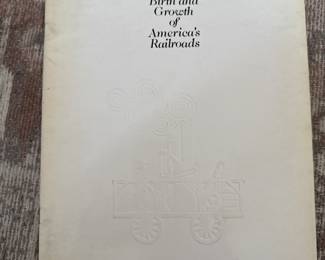 Birth and
Growth
of
America's
Railroads